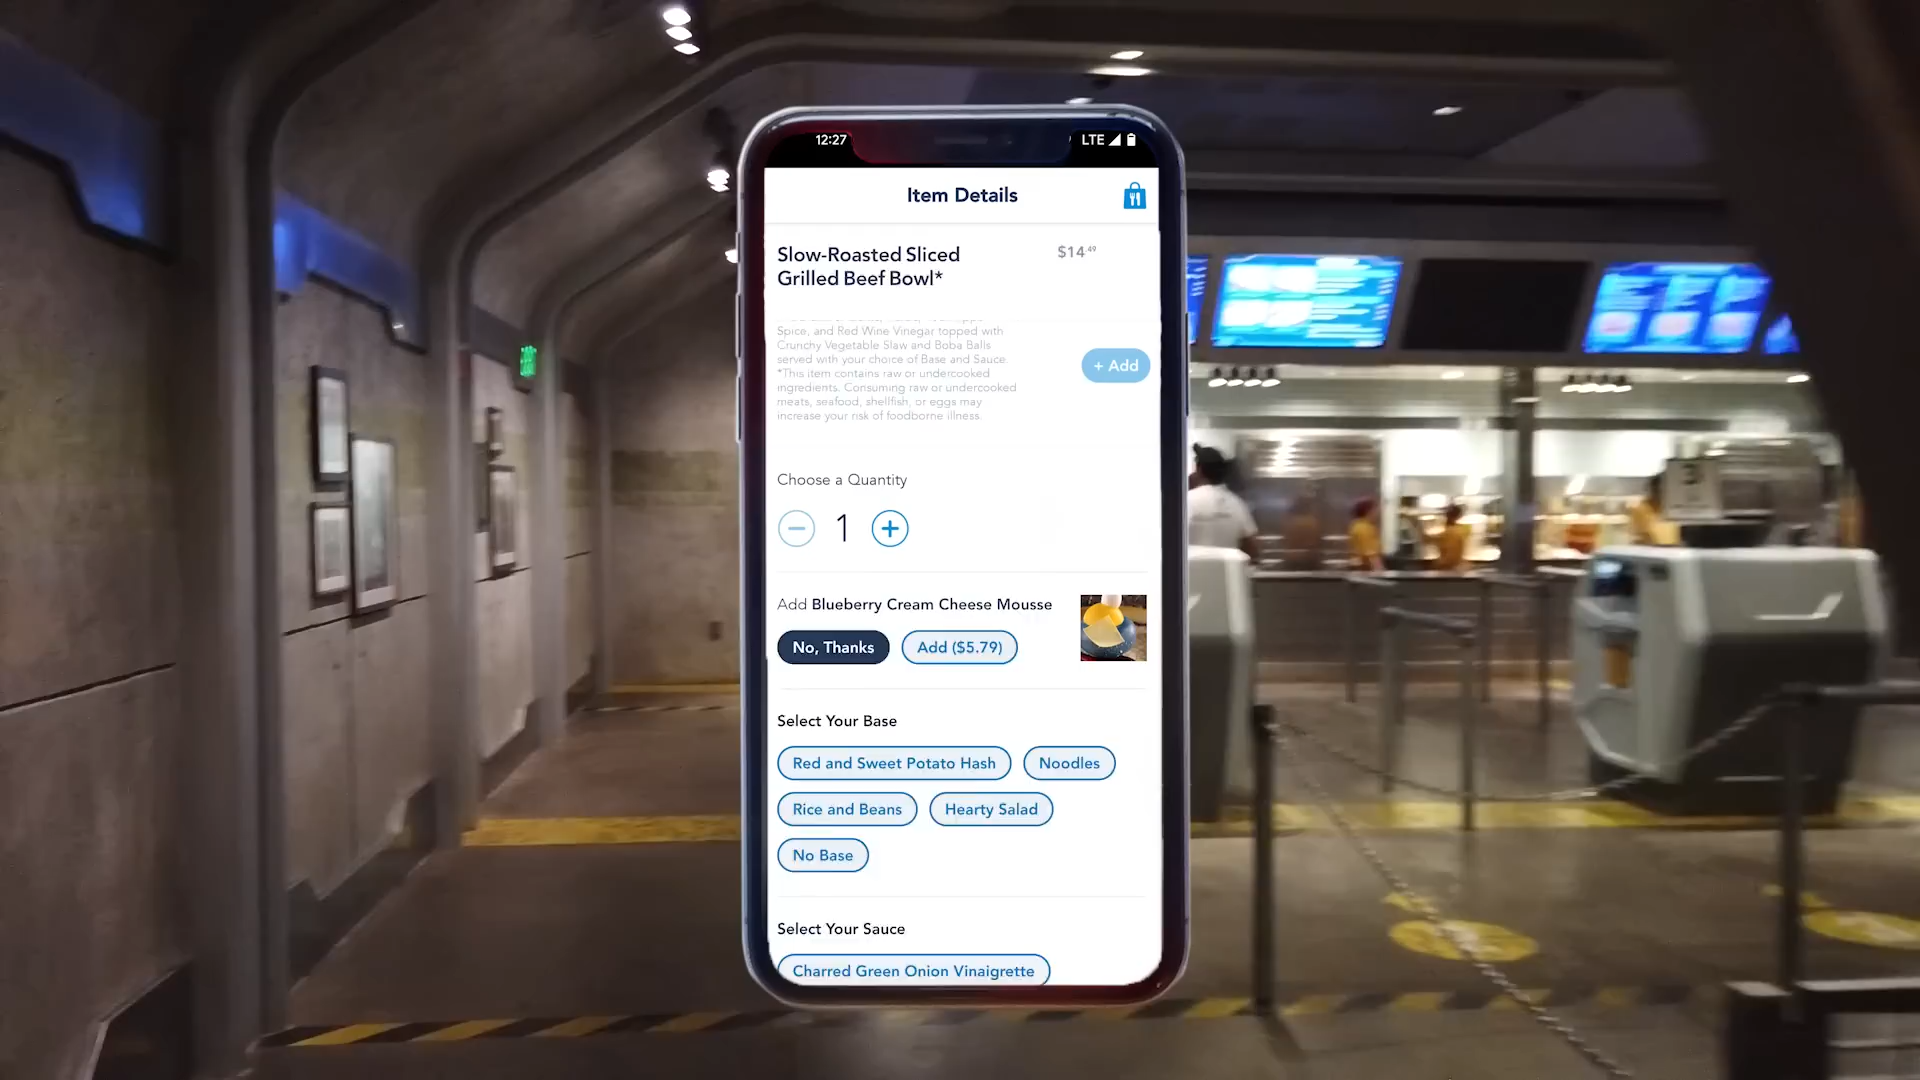 12:27
LTE
Item Details
Slow-Roasted Sliced
Grilled Beef Bowl*
$14.49
Spice, and Red Wine Vinegar topped with
Crunchy Vegetable Slaw and Boba Balls
served with your choice of Base and Sauce.
*This item contains raw or undercooked
ingredients. Consuming raw or undercooked
meats, seafood, shellfish, or eggs may
increase your risk of foodborne illness.
+ Add
Choose a Quantity
1
Add Blueberry Cream Cheese Mousse
No, Thanks
Add ($5.79)
Select Your Base
Red and Sweet Potato Hash
Noodles
Rice and Beans
Hearty Salad
No Base
Select Your Sauce
Charred Green Onion Vinaigrette
3